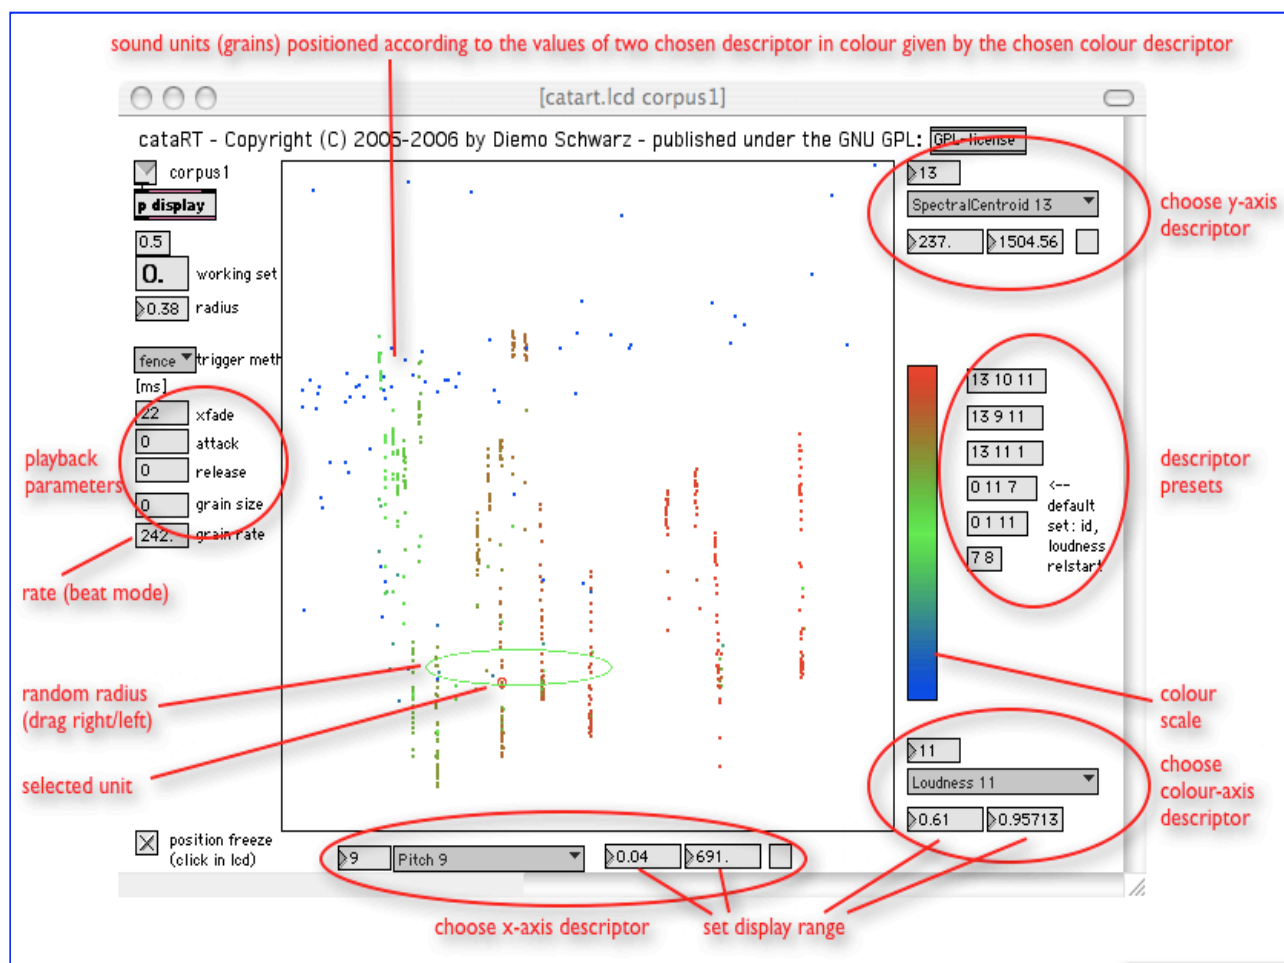 sound units (grains) positioned according to the values of two chosen descriptor in colour given by the chosen colour descriptor
[catart.lcd corpus1]
cataRT - Copyright (C) 2005-2006 by Diemo Schwarz - published under the GNU GPL:
GPL-license
corpus1
p display
0.5
0.
working set
0.38
radius
fence
trigger meth
[ms]
22
xfade
0
attack
0
release
0
grain size
242.
grain rate
playback
parameters
rate (beat mode)
random radius
(drag right/left)
selected unit
position freeze
(click in lcd)
13
SpectralCentroid 13
237.
1504.56
choose y-axis
descriptor
13 10 11
13 9 11
13 11 1
0 11 7
0 1 11
7 8
<--
default
set: id,
loudness
relstart
descriptor
presets
colour
scale
11
Loudness 11
0.61
0.95713
choose
colour-axis
descriptor
9
Pitch 9
0.04
691.
choose x-axis descriptor
set display range